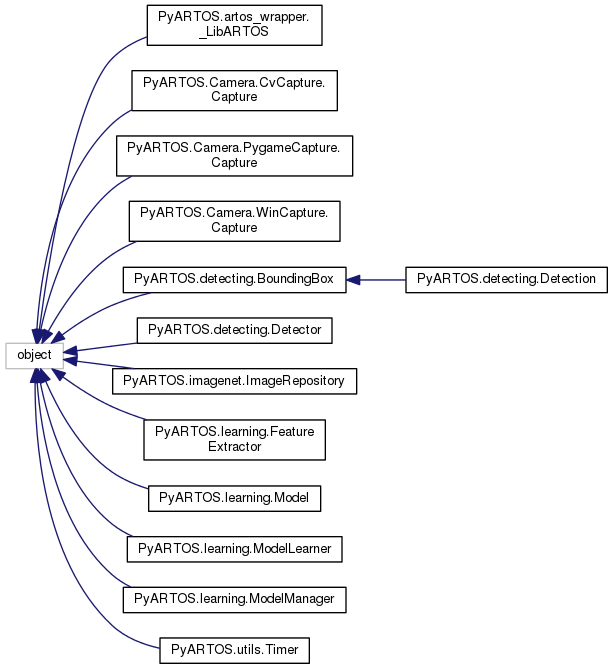 PyARTOS.artos_wrapper.
_LibARTOS
PyARTOS.Camera.CvCapture.
Capture
PyARTOS.Camera.PygameCapture.
Capture
PyARTOS.Camera.WinCapture.
Capture
PyARTOS.detecting.BoundingBox
PyARTOS.detecting.Detection
PyARTOS.detecting.Detector
object
PyARTOS.imagenet.ImageRepository
PyARTOS.learning.Feature
Extractor
PyARTOS.learning.Model
PyARTOS.learning.ModelLearner
PyARTOS.learning.ModelManager
PyARTOS.utils.Timer